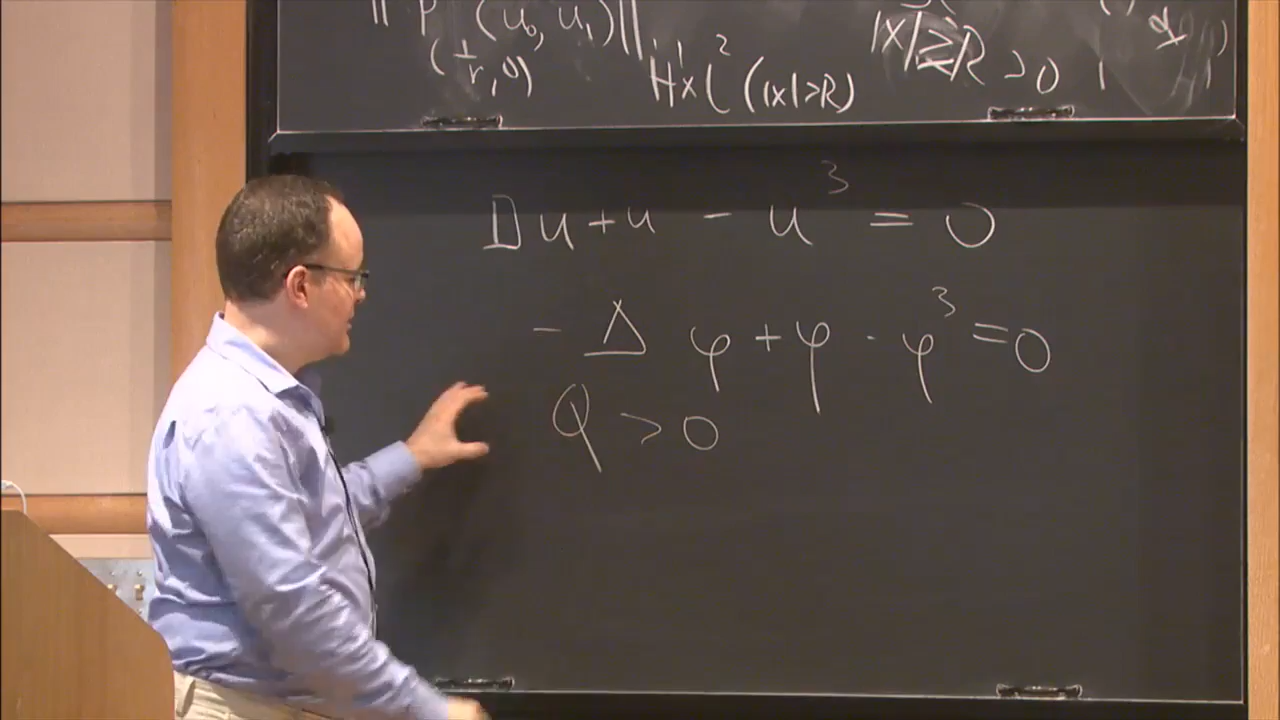 ‖ P (u₀, u₁)‖
(1/r, 0) H¹×L² (|x|>R) |x|≥R >0
□u+u - u³ = 0
-Δφ+φ - φ³=0
Q > 0